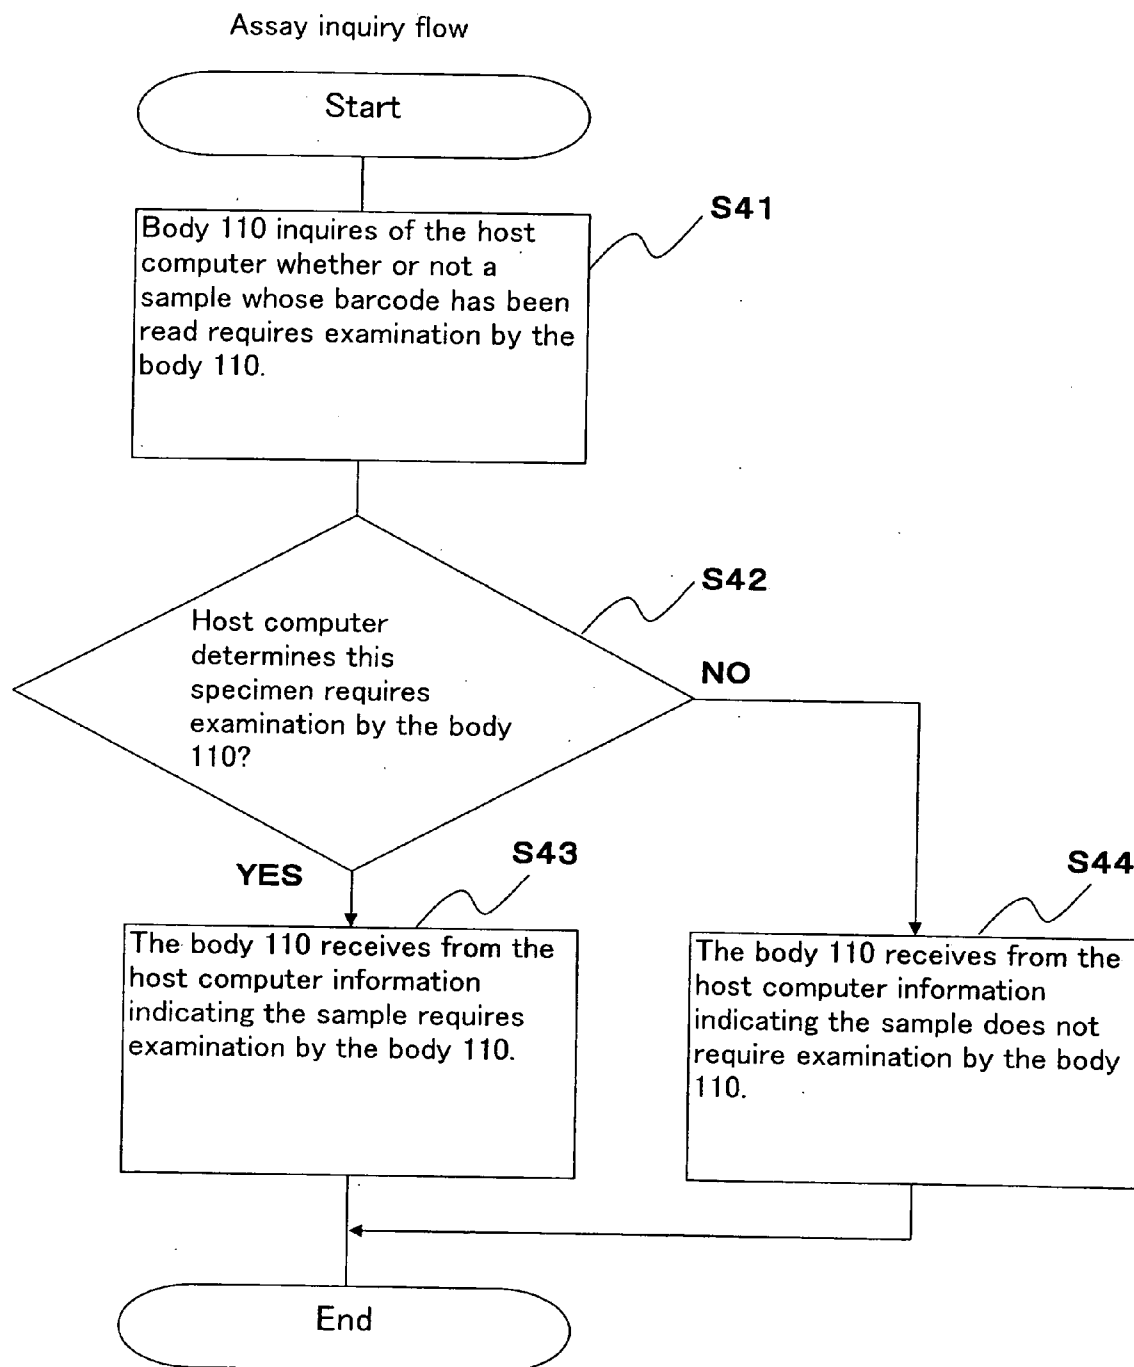 Assay inquiry flow
Start
S41
Body 110 inquires of the host
computer whether or not a
sample whose barcode has been
read requires examination by the
body 110.
S42
Host computer
determines this
specimen requires
examination by the body
110?
NO
YES
S43
The body 110 receives from the
host computer information
indicating the sample requires
examination by the body 110.
S44
The body 110 receives from the
host computer information
indicating the sample does not
require examination by the body
110.
End